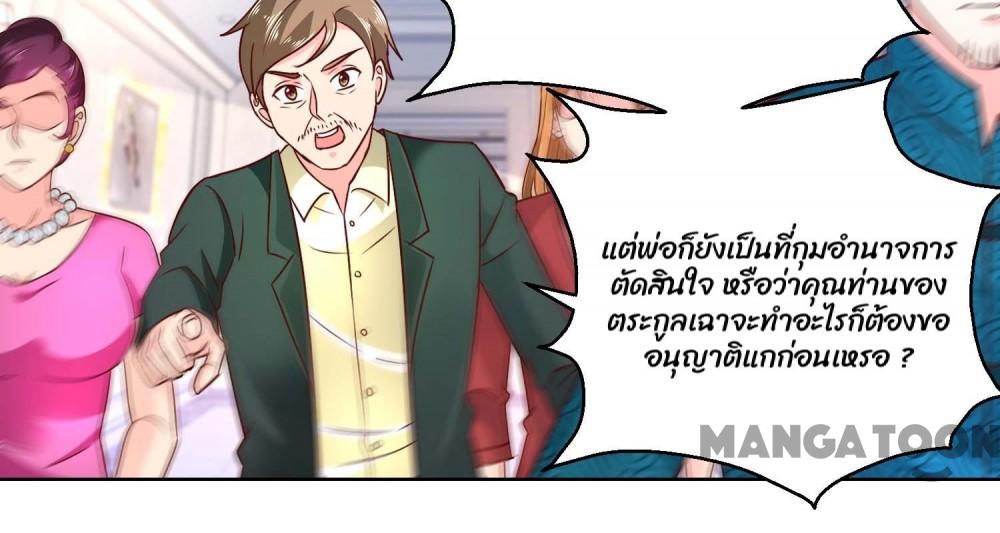 แต่พ่อก็ยังเป็นที่กุมอำนาจการ
ตัดสินใจ หรือว่าคุณท่านของ
ตระกูลเฉาจะทำอะไรก็ต้องขอ
อนุญาติแกก่อนเหรอ ?
MANGA TOON